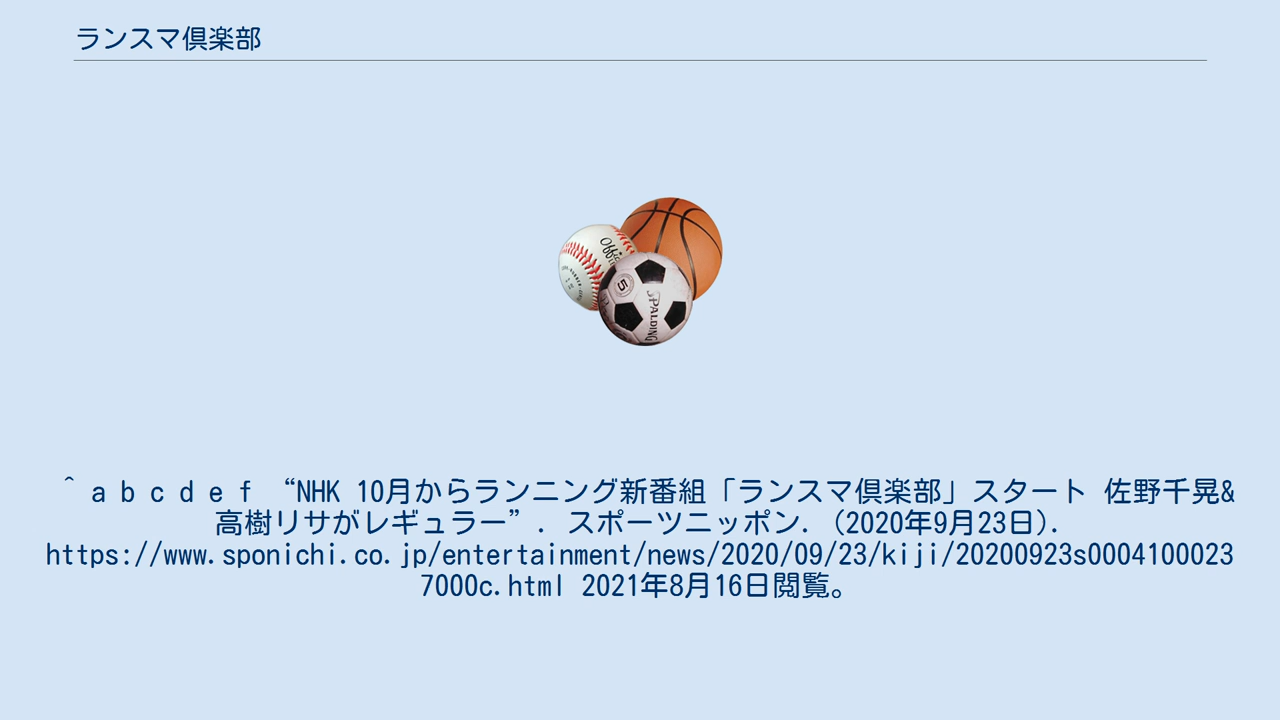 ランスマ倶楽部
Offic
5
SPALDING
^ a b c d e f “NHK 10月からランニング新番組「ランスマ倶楽部」スタート 佐野千晃&
高樹リサがレギュラー”. スポーツニッポン. (2020年9月23日).
https://www.sponichi.co.jp/entertainment/news/2020/09/23/kiji/20200923s0004100023
7000c.html 2021年8月16日閲覧。